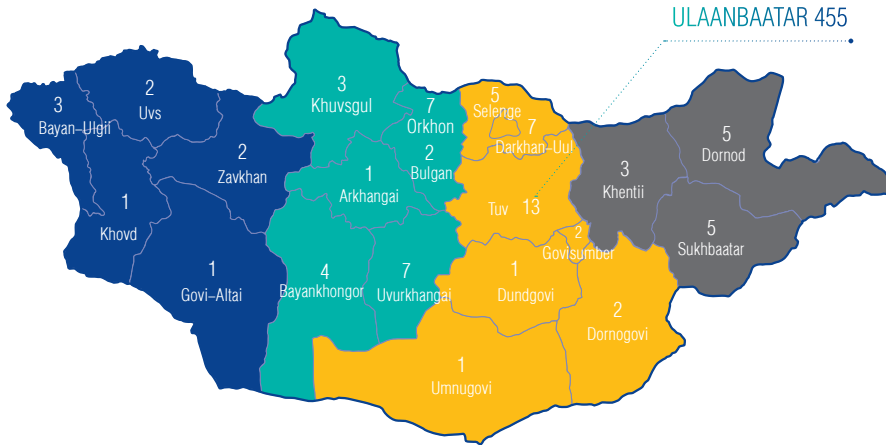 ULAANBAATAR 455
3
Bayan-Ulgii
2
Uvs
2
Zavkhan
1
Khovd
1
Govi-Altai
3
Khuvsgul
7
Orkhon
2
Bulgan
1
Arkhangai
4
Bayankhongor
7
Uvurkhangai
5
Selenge
7
Darkhan-Uul
Tuv 13
2
Govisumber
1
Dundgovi
2
Dornogovi
1
Umnugovi
3
Khentii
5
Dornod
5
Sukhbaatar